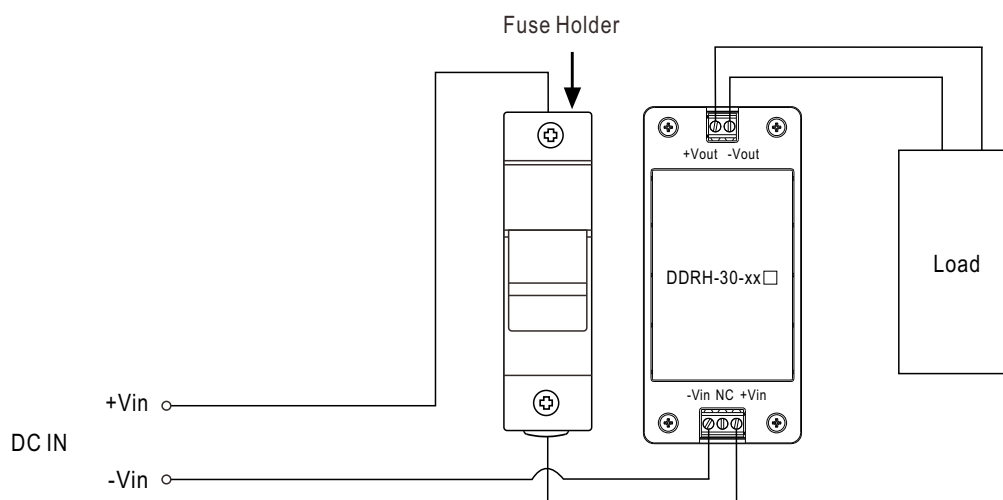 Fuse Holder
+Vout -Vout
DDRH-30-xx□
Load
-Vin NC +Vin
+Vin
DC IN
-Vin